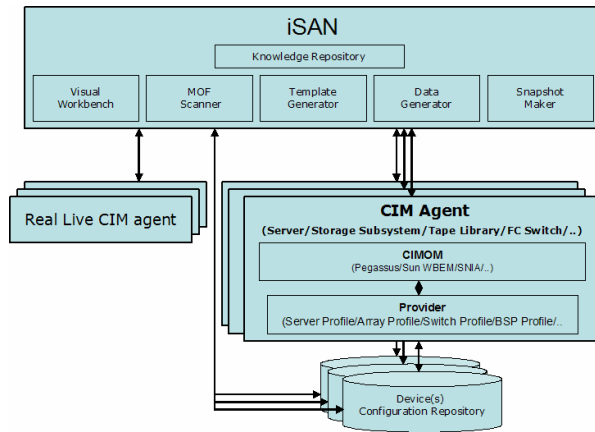 iSAN
Knowledge Repository
Visual
Workbench
MOF
Scanner
Template
Generator
Data
Generator
Snapshot
Maker
Real Live CIM agent
CIM Agent
(Server/Storage Subsystem/Tape Library/FC Switch/..)
CIMOM
(Pegassus/Sun WBEM/SNIA/..)
Provider
(Server Profile/Array Profile/Switch Profile/BSP Profile/..
Device(s)
Configuration Repository